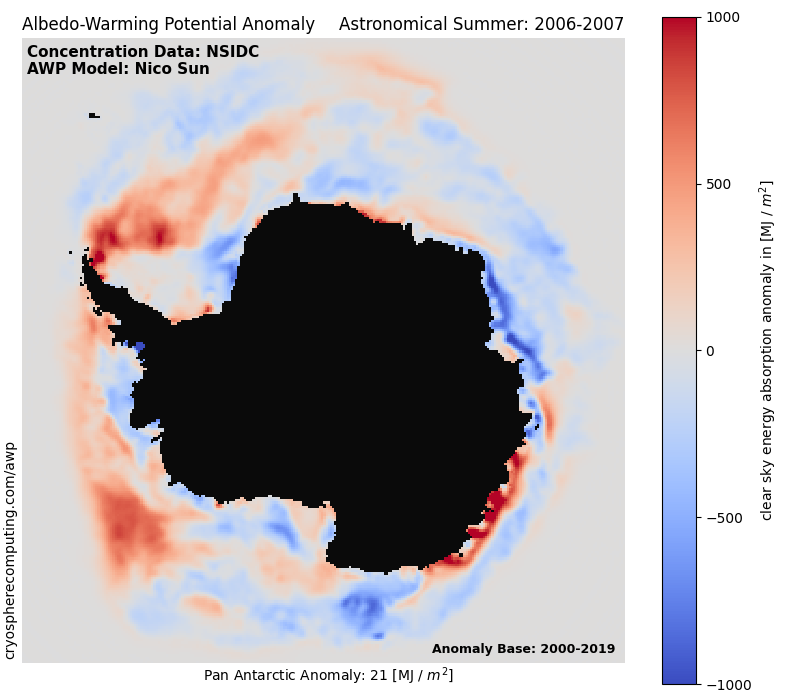 Albedo-Warming Potential Anomaly Astronomical Summer: 2006-2007
Concentration Data: NSIDC
AWP Model: Nico Sun
cryospherecomputing.com/awp
Anomaly Base: 2000-2019
Pan Antarctic Anomaly: 21 [MJ / m²]
1000
500
0
−500
−1000
clear sky energy absorption anomaly in [MJ / m²]